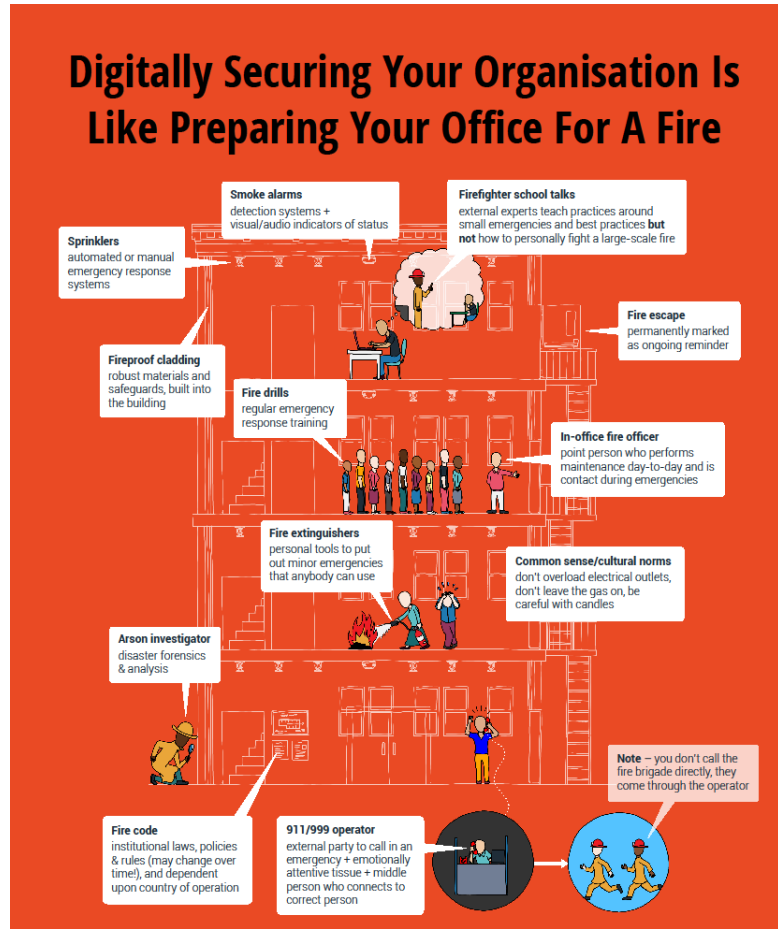 Digitally Securing Your Organisation Is
Like Preparing Your Office For A Fire
Smoke alarms
detection systems +
visual/audio indicators of status
Firefighter school talks
external experts teach practices around
small emergencies and best practices but
not how to personally fight a large-scale fire
Sprinklers
automated or manual
emergency response
systems
Fire escape
permanently marked
as ongoing reminder
Fireproof cladding
robust materials and
safeguards, built into
the building
Fire drills
regular emergency
response training
In-office fire officer
point person who performs
maintenance day-to-day and is
contact during emergencies
Fire extinguishers
personal tools to put
out minor emergencies
that anybody can use
Common sense/cultural norms
don't overload electrical outlets,
don't leave the gas on, be
careful with candles
Arson investigator
disaster forensics
& analysis
Note – you don't call the
fire brigade directly, they
come through the operator
Fire code
institutional laws, policies
& rules (may change over
time!), and dependent
upon country of operation
911/999 operator
external party to call in an
emergency + emotionally
attentive tissue + middle
person who connects to
correct person